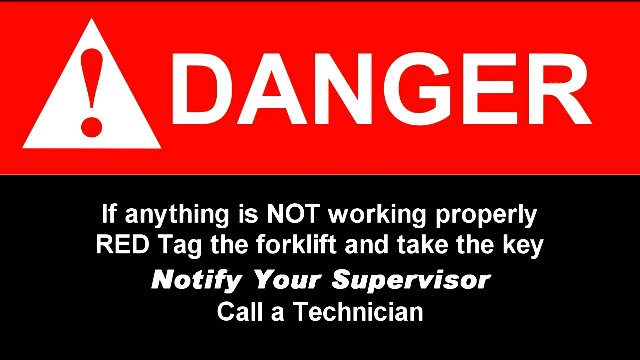 DANGER
If anything is NOT working properly
RED Tag the forklift and take the key
Notify Your Supervisor
Call a Technician